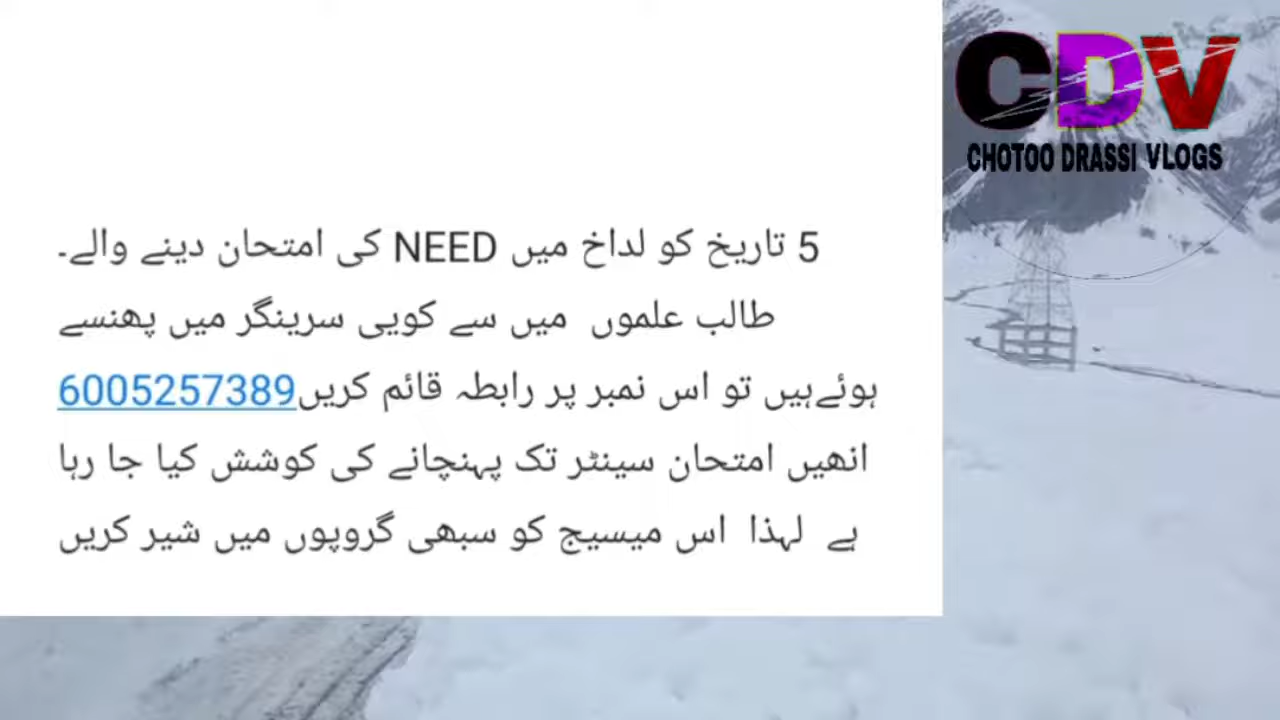 5 تاریخ کو لداخ میں NEED کی امتحان دینے والے۔
طالب علموں میں سے کویی سرینگر میں پھنسے
ہوئےہیں تو اس نمبر پر رابطہ قائم کریں6005257389
انھیں امتحان سینٹر تک پہنچانے کی کوشش کیا جا رہا
ہے لہذا اس میسیج کو سبھی گروپوں میں شیر کریں
CDV
CHOTOO DRASSI VLOGS